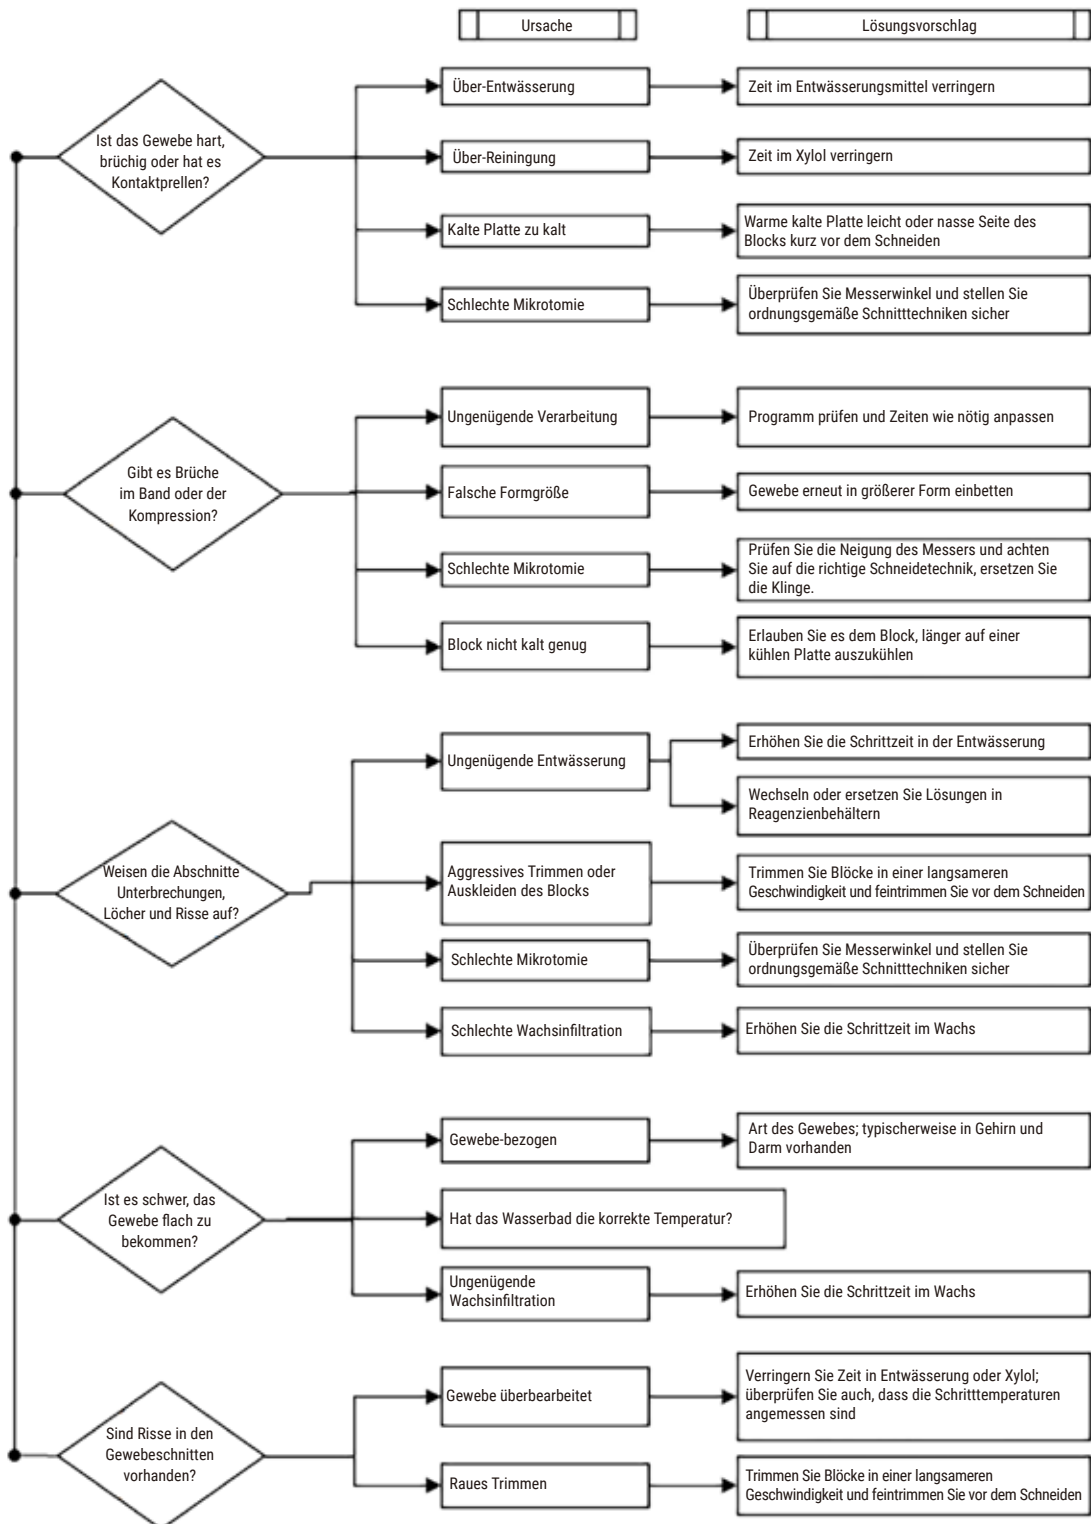 Ursache
Lösungsvorschlag
Ist das Gewebe hart,
brüchig oder hat es
Kontaktprellen?
Über-Entwässerung
Zeit im Entwässerungsmittel verringern
Über-Reiningung
Zeit im Xylol verringern
Kalte Platte zu kalt
Warme kalte Platte leicht oder nasse Seite des
Blocks kurz vor dem Schneiden
Schlechte Mikrotomie
Überprüfen Sie Messerwinkel und stellen Sie
ordnungsgemäße Schnitttechniken sicher
Gibt es Brüche
im Band oder der
Kompression?
Ungenügende Verarbeitung
Programm prüfen und Zeiten wie nötig anpassen
Falsche Formgröße
Gewebe erneut in größerer Form einbetten
Schlechte Mikrotomie
Prüfen Sie die Neigung des Messers und achten
Sie auf die richtige Schneidetechnik, ersetzen Sie
die Klinge.
Block nicht kalt genug
Erlauben Sie es dem Block, länger auf einer
kühlen Platte auszukühlen
Weisen die Abschnitte
Unterbrechungen,
Löcher und Risse auf?
Ungenügende Entwässerung
Erhöhen Sie die Schrittzeit in der Entwässerung
Wechseln oder ersetzen Sie Lösungen in
Reagenzienbehältern
Aggressives Trimmen oder
Auskleiden des Blocks
Trimmen Sie Blöcke in einer langsameren
Geschwindigkeit und feintrimmen Sie vor dem Schneiden
Schlechte Mikrotomie
Überprüfen Sie Messerwinkel und stellen Sie
ordnungsgemäße Schnitttechniken sicher
Schlechte Wachsinfiltration
Erhöhen Sie die Schrittzeit im Wachs
Ist es schwer, das
Gewebe flach zu
bekommen?
Gewebe-bezogen
Art des Gewebes; typischerweise in Gehirn und
Darm vorhanden
Hat das Wasserbad die korrekte Temperatur?
Ungenügende
Wachsinfiltration
Erhöhen Sie die Schrittzeit im Wachs
Sind Risse in den
Gewebeschnitten
vorhanden?
Gewebe überbearbeitet
Verringern Sie Zeit in Entwässerung oder Xylol;
überprüfen Sie auch, dass die Schritttemperaturen
angemessen sind
Raues Trimmen
Trimmen Sie Blöcke in einer langsameren
Geschwindigkeit und feintrimmen Sie vor dem Schneiden